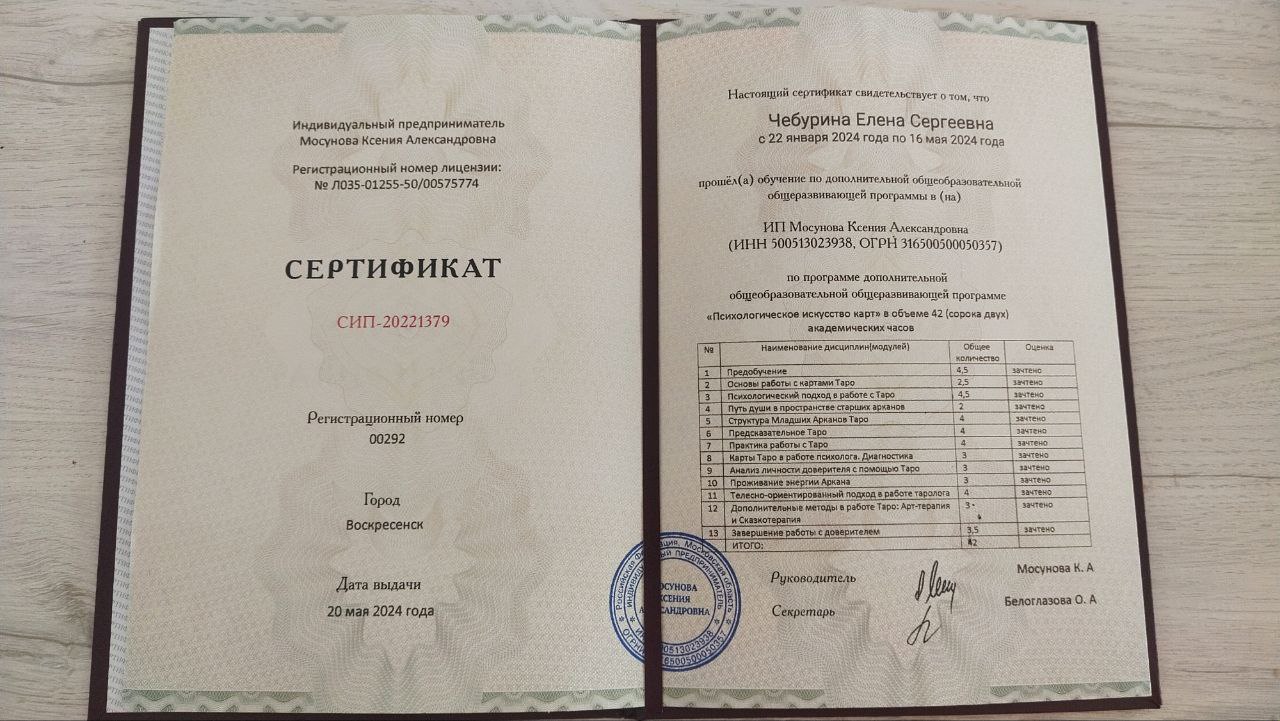 Индивидуальный предприниматель
Мосунова Ксения Александровна
Регистрационный номер лицензии:
№ Л035-01255-50/00575774
СЕРТИФИКАТ
СИП-20221379
Регистрационный номер
00292
Город
Воскресенск
Дата выдачи
20 мая 2024 года
Настоящий сертификат свидетельствует о том, что
Чебурина Елена Сергеевна
с 22 января 2024 года по 16 мая 2024 года
прошёл(а) обучение по дополнительной общеобразовательной
общеразвивающей программы в (на)
ИП Мосунова Ксения Александровна
(ИНН 500513023938, ОГРН 316500500050357)
по программе дополнительной
общеобразовательной общеразвивающей программе
«Психологическое искусство карт» в объеме 42 (сорока двух)
академических часов
№ Наименование дисциплин(модулей) Общее количество Оценка
1 Предобучение 4,5 зачтено
2 Основы работы с картами Таро 2,5 зачтено
3 Психологический подход в работе с Таро 4,5 зачтено
4 Путь души в пространстве старших арканов 2 зачтено
5 Структура Младших Арканов Таро 4 зачтено
6 Предсказательное Таро 4 зачтено
7 Практика работы с Таро 4 зачтено
8 Карты Таро в работе психолога. Диагностика 3 зачтено
9 Анализ личности доверителя с помощью Таро 3 зачтено
10 Проживание энергии Аркана 3 зачтено
11 Телесно-ориентированный подход в работе таролога 4 зачтено
12 Дополнительные методы в работе Таро: Арт-терапия 3 зачтено
и Сказкотерапия
13 Завершение работы с доверителем 3,5 зачтено
ИТОГО: 42
Руководитель Мосунова К. А
Секретарь Белоглазова О. А
Российская Московская область
ПРЕДПРИНИМАТЕЛЬ